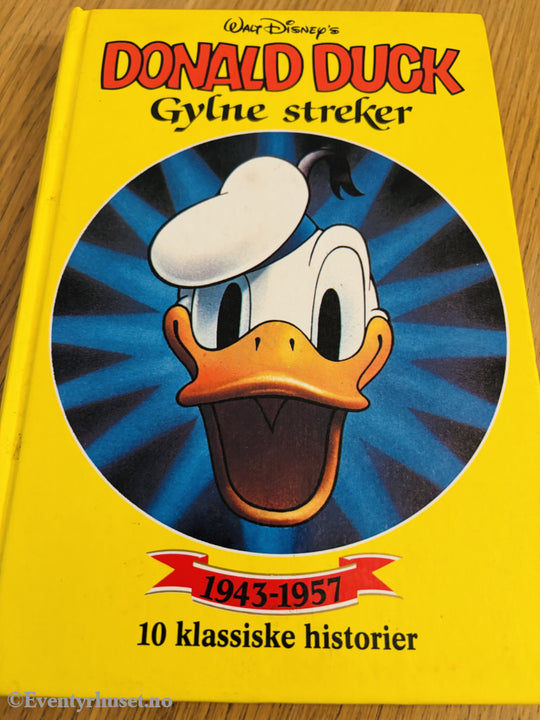 Walt Disney's
DONALD DUCK
Gylne streker
1943-1957
10 klassiske historier
©Eventyrhuset.no